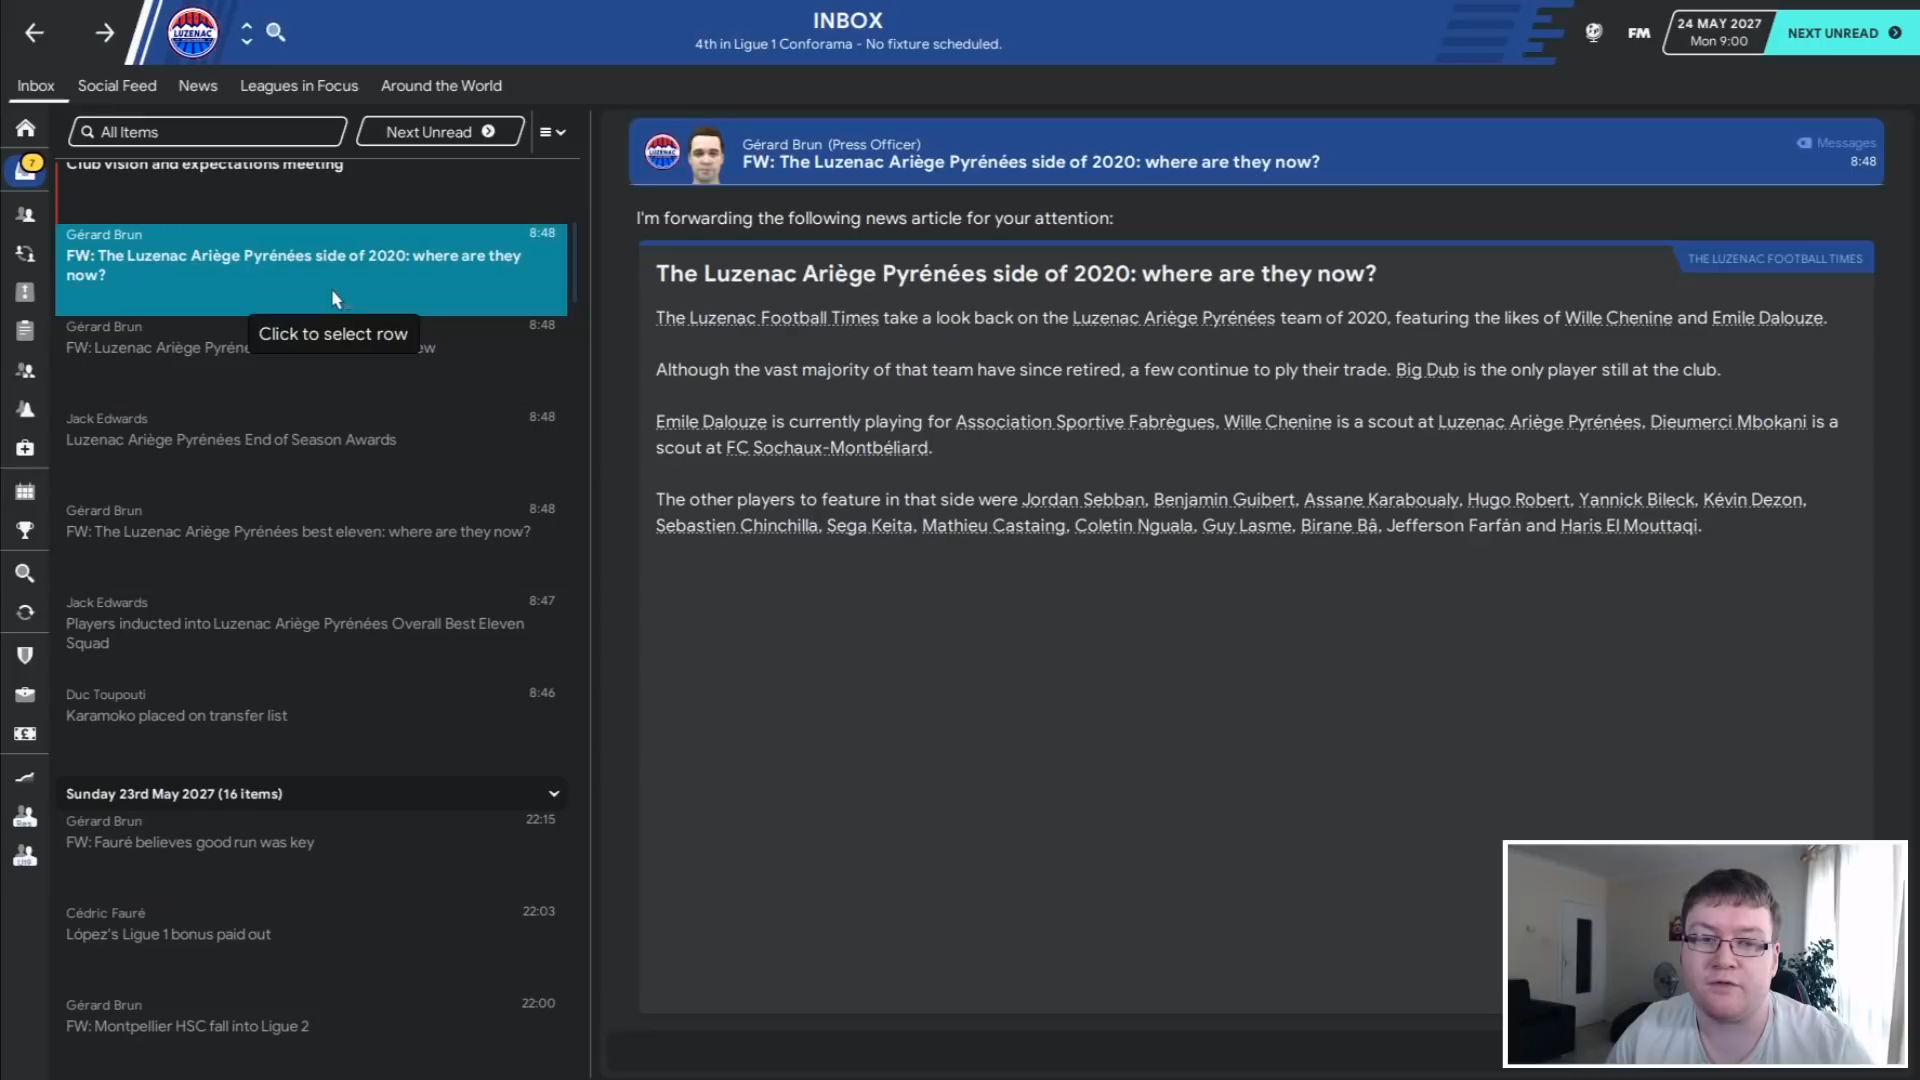 LUZENAC
INBOX
4th in Ligue 1 Conforama - No fixture scheduled.
FM
24 MAY 2027
Mon 9:00
NEXT UNREAD
Inbox
Social Feed
News
Leagues in Focus
Around the World
All Items
Next Unread
7
Club vision and expectations meeting
Gérard Brun
8:48
FW: The Luzenac Ariège Pyrénées side of 2020: where are they
now?
Click to select row
Gérard Brun
8:48
FW: Luzenac Ariège Pyréne
ew
Jack Edwards
8:48
Luzenac Ariège Pyrénées End of Season Awards
Gérard Brun
8:48
FW: The Luzenac Ariège Pyrénées best eleven: where are they now?
Jack Edwards
8:47
Players inducted into Luzenac Ariège Pyrénées Overall Best Eleven
Squad
Duc Toupouti
8:46
Karamoko placed on transfer list
Sunday 23rd May 2027 (16 items)
Gérard Brun
22:15
FW: Fauré believes good run was key
Cédric Fauré
22:03
López's Ligue 1 bonus paid out
Gérard Brun
22:00
FW: Montpellier HSC fall into Ligue 2
Res
U19
LUZENAC
Gérard Brun (Press Officer)
FW: The Luzenac Ariège Pyrénées side of 2020: where are they now?
Messages
8:48
I'm forwarding the following news article for your attention:
THE LUZENAC FOOTBALL TIMES
The Luzenac Ariège Pyrénées side of 2020: where are they now?
The Luzenac Football Times take a look back on the Luzenac Ariège Pyrénées team of 2020, featuring the likes of Wille Chenine and Emile Dalouze.
Although the vast majority of that team have since retired, a few continue to ply their trade. Big Dub is the only player still at the club.
Emile Dalouze is currently playing for Association Sportive Fabrègues, Wille Chenine is a scout at Luzenac Ariège Pyrénées, Dieumerci Mbokani is a
scout at FC Sochaux-Montbéliard.
The other players to feature in that side were Jordan Sebban, Benjamin Guibert, Assane Karaboualy, Hugo Robert, Yannick Bileck, Kévin Dezon,
Sebastien Chinchilla, Sega Keita, Mathieu Castaing, Coletin Nguala, Guy Lasme, Birane Bâ, Jefferson Farfán and Haris El Mouttaqi.